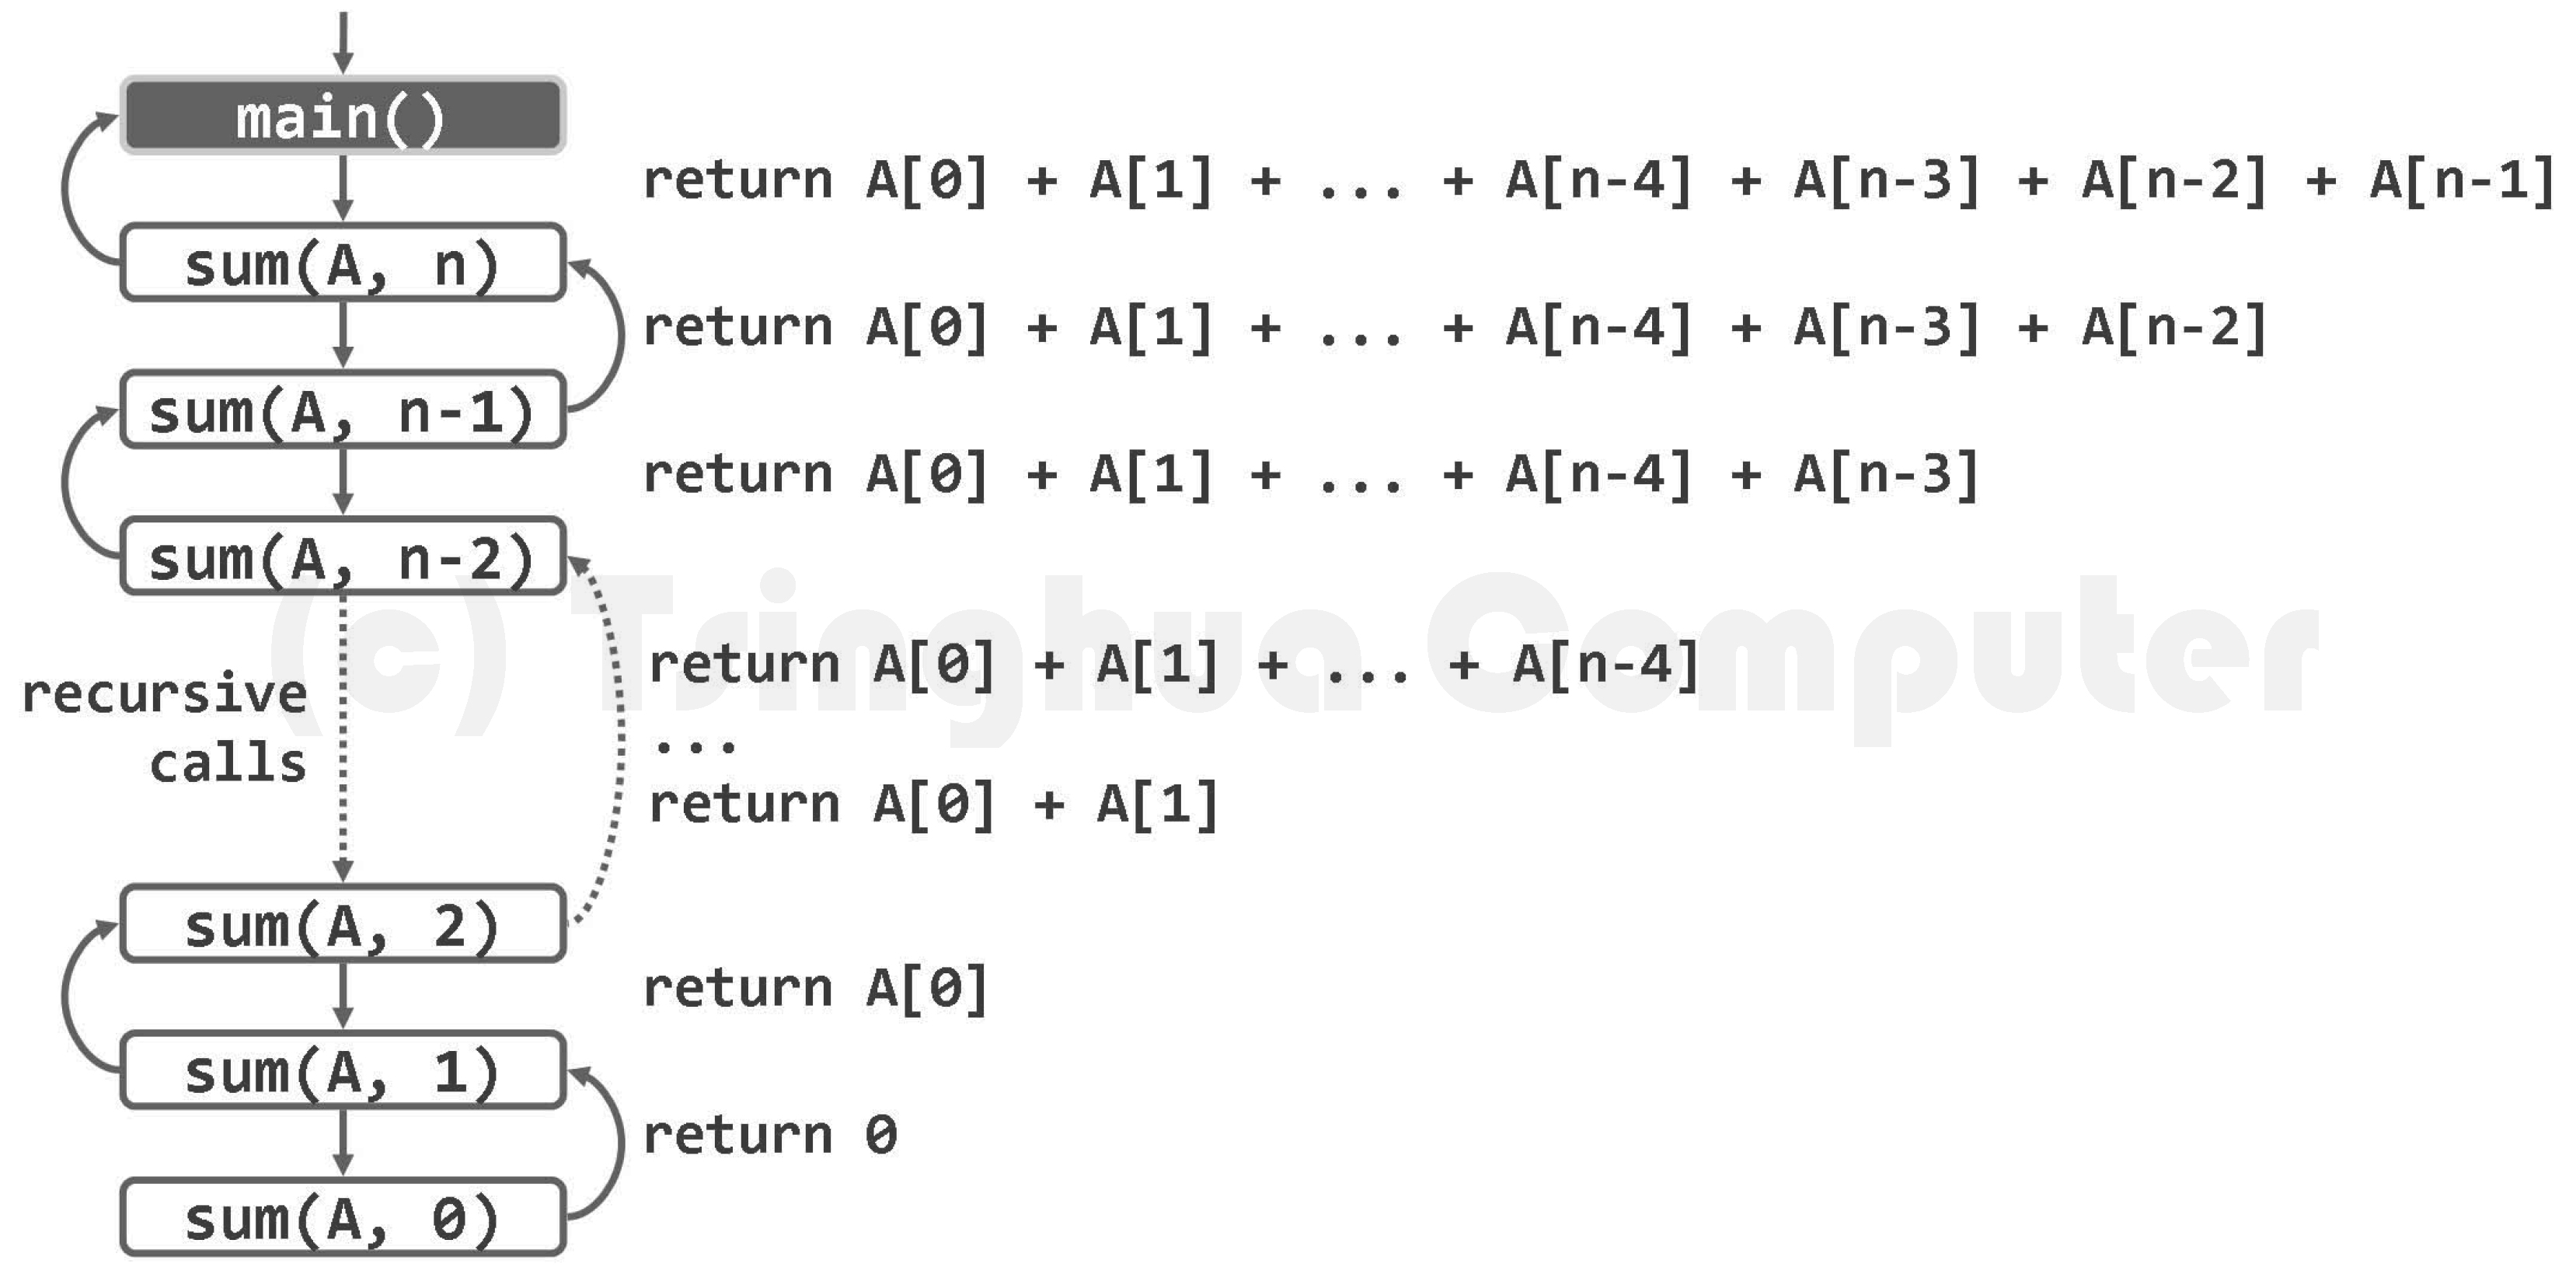 main()
return A[0] + A[1] + ... + A[n-4] + A[n-3] + A[n-2] + A[n-1]
sum(A, n)
return A[0] + A[1] + ... + A[n-4] + A[n-3] + A[n-2]
sum(A, n-1)
return A[0] + A[1] + ... + A[n-4] + A[n-3]
sum(A, n-2)
(c) Tsinghua Computer
return A[0] + A[1] + ... + A[n-4]
recursive
calls
...
return A[0] + A[1]
sum(A, 2)
return A[0]
sum(A, 1)
return 0
sum(A, 0)